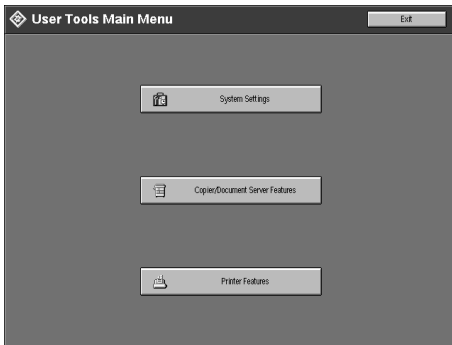 User Tools Main Menu
Exit
System Settings
Copier/Document Server Features
Printer Features